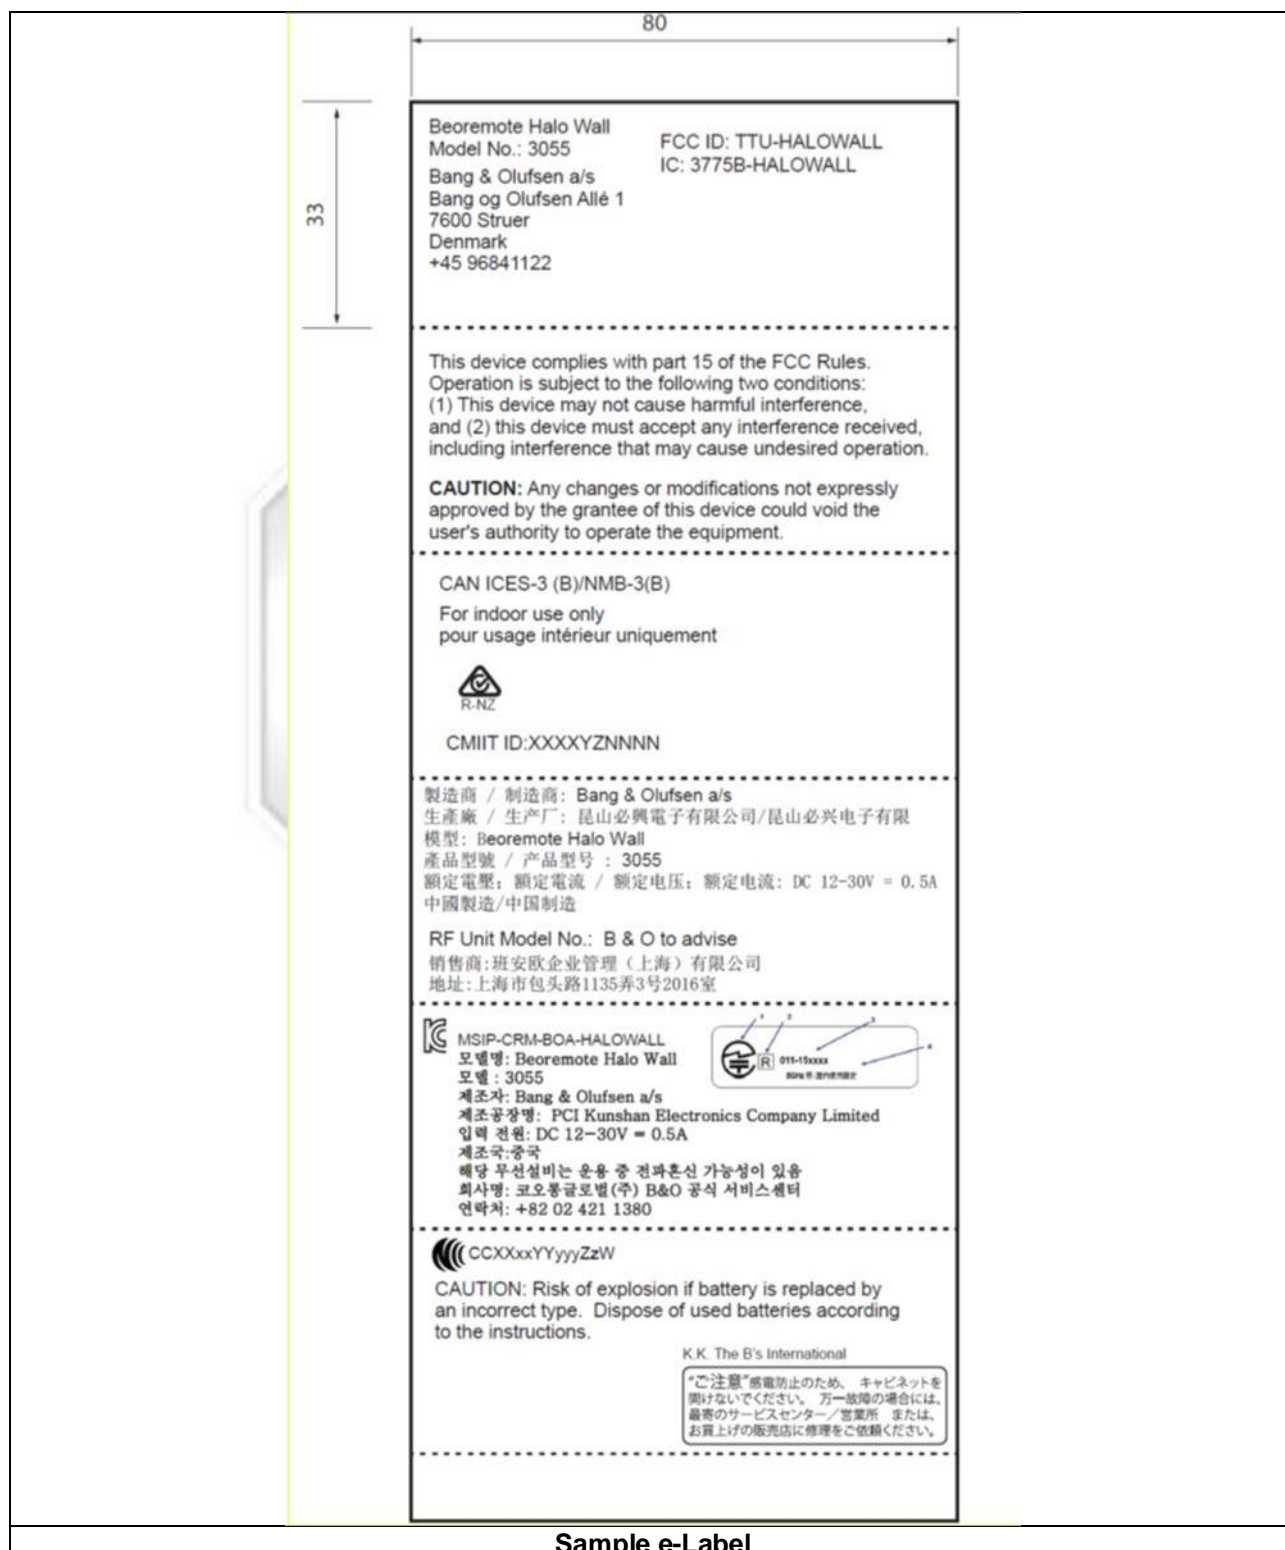 80
33
Beoremote Halo Wall
Model No.: 3055
Bang & Olufsen a/s
Bang og Olufsen Allé 1
7600 Struer
Denmark
+45 96841122
FCC ID: TTU-HALOWALL
IC: 3775B-HALOWALL
This device complies with part 15 of the FCC Rules.
Operation is subject to the following two conditions:
(1) This device may not cause harmful interference,
and (2) this device must accept any interference received,
including interference that may cause undesired operation.
CAUTION: Any changes or modifications not expressly
approved by the grantee of this device could void the
user's authority to operate the equipment.
CAN ICES-3 (B)/NMB-3(B)
For indoor use only
pour usage intérieur uniquement
R-NZ
CMIIT ID:XXXXYZNNNN
製造商 / 制造商: Bang & Olufsen a/s
生產廠 / 生产厂: 昆山必興電子有限公司/昆山必兴电子有限
模型: Beoremote Halo Wall
產品型號 / 产品型号 : 3055
額定電壓; 額定電流 / 额定电压; 额定电流: DC 12-30V = 0.5A
中國製造/中国制造
RF Unit Model No.: B & O to advise
销售商:班安欧企业管理（上海）有限公司
地址:上海市包头路1135弄3号2016室
MSIP-CRM-BOA-HALOWALL
모델명: Beoremote Halo Wall
모델 : 3055
제조자: Bang & Olufsen a/s
제조공장명: PCI Kunshan Electronics Company Limited
입력 전원: DC 12-30V = 0.5A
제조국:중국
해당 무선설비는 운용 중 전파혼신 가능성이 있음
회사명: 코오롱글로벌(주) B&O 공식 서비스센터
연락처: +82 02 421 1380
1 2 3
4
R 011-15xxxx
CCXXxxYYyyyZzW
CAUTION: Risk of explosion if battery is replaced by
an incorrect type. Dispose of used batteries according
to the instructions.
K.K. The B's International
"ご注意"感電防止のため、 キャビネットを
開けないでください。 万一故障の場合には、
最寄のサービスセンター／営業所 または、
お買上げの販売店に修理をご依頼ください。
Sample e-Label